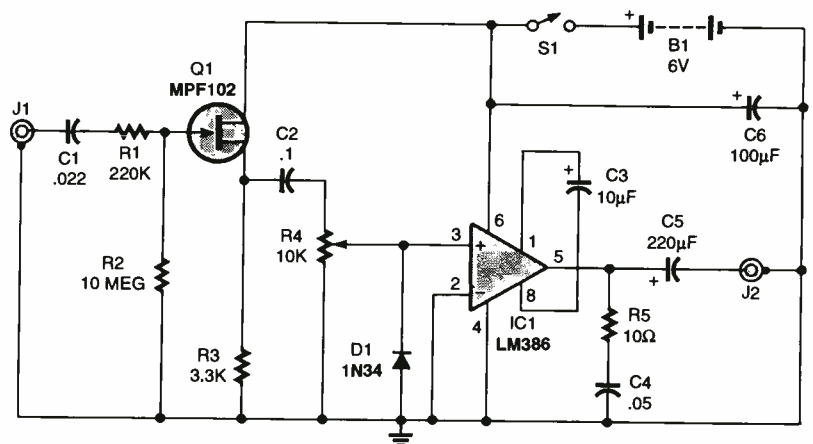 S1
+
B1
6V
Q1
MPF102
J1
C1
.022
R1
220K
C2
.1
+
C6
100µF
+
C3
10µF
R4
10K
R2
10 MEG
3
+
6
1
5
2
−
8
4
IC1
LM386
C5
220µF
+
J2
R5
10Ω
R3
3.3K
D1
1N34
C4
.05